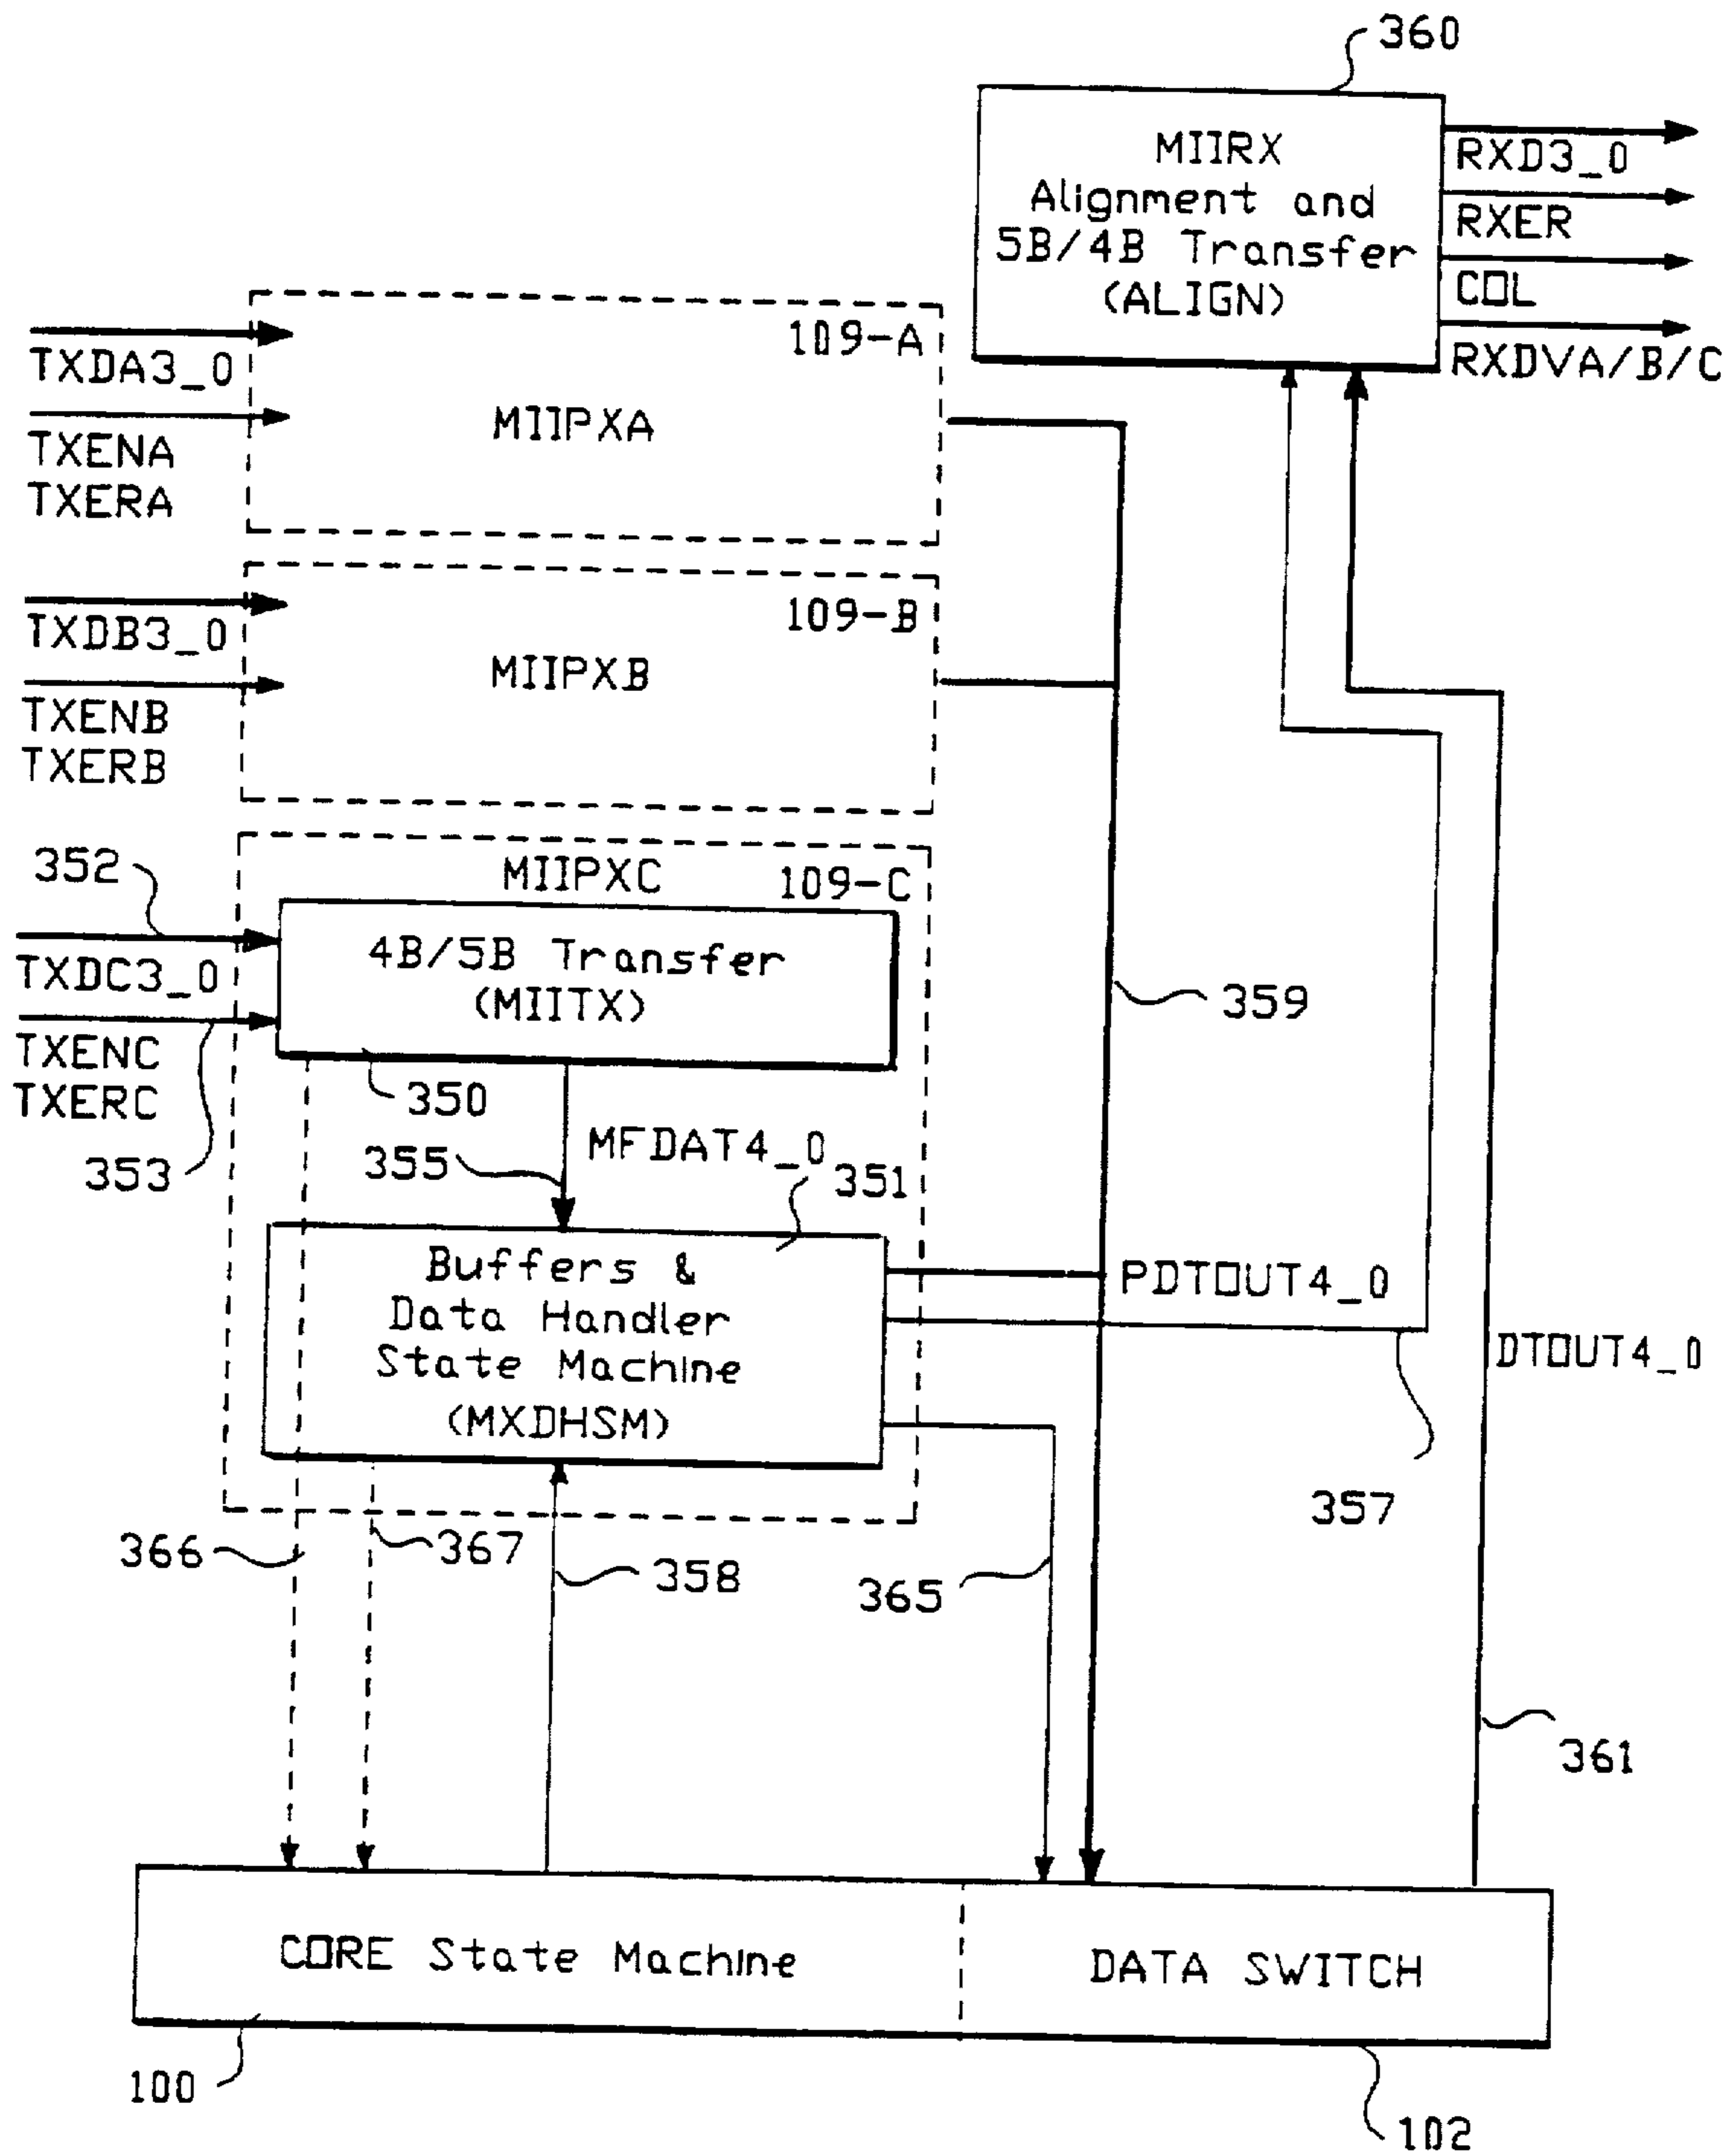 360
MIIRX
Alignment and
5B/4B Transfer
(ALIGN)
RXD3_0
RXER
COL
RXDVA/B/C
109-A
MIIPXA
TXDA3_0
TXENA
TXERA
109-B
MIIPXB
TXDB3_0
TXENB
TXERB
352
MIIPXC
109-C
4B/5B Transfer
(MIITX)
TXDC3_0
TXENC
TXERC
353
350
359
355
MFDAT4_0
351
Buffers &
Data Handler
State Machine
(MXDHSM)
PDTOUT4_0
DTOUT4_0
357
366
367
358
365
361
CORE State Machine
DATA SWITCH
100
102